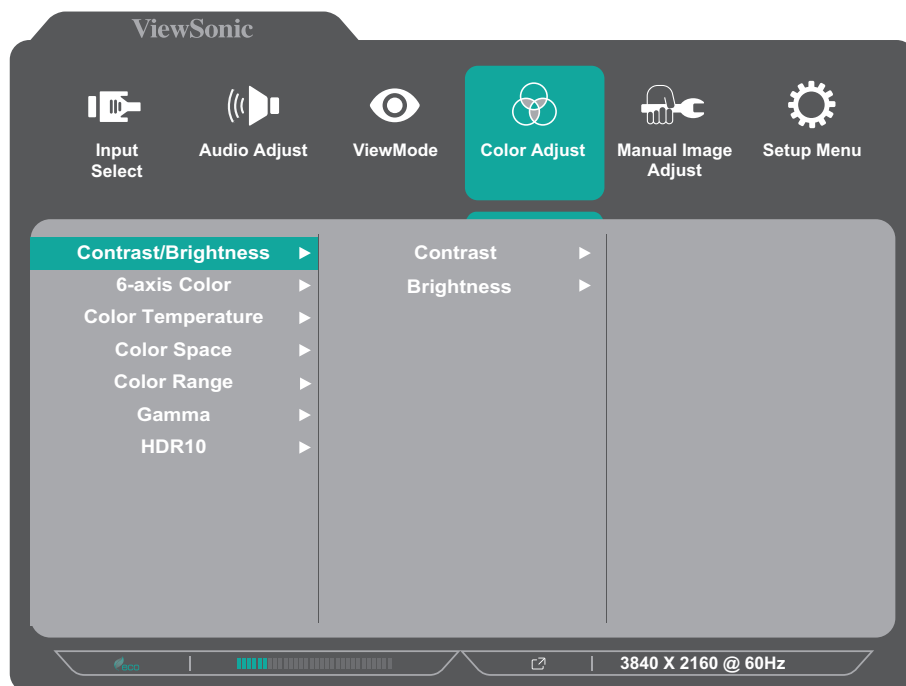 ViewSonic
Input
Select
Audio Adjust
ViewMode
Color Adjust
Manual Image
Adjust
Setup Menu
Contrast/Brightness
6-axis Color
Color Temperature
Color Space
Color Range
Gamma
HDR10
Contrast
Brightness
eco
3840 X 2160 @ 60Hz